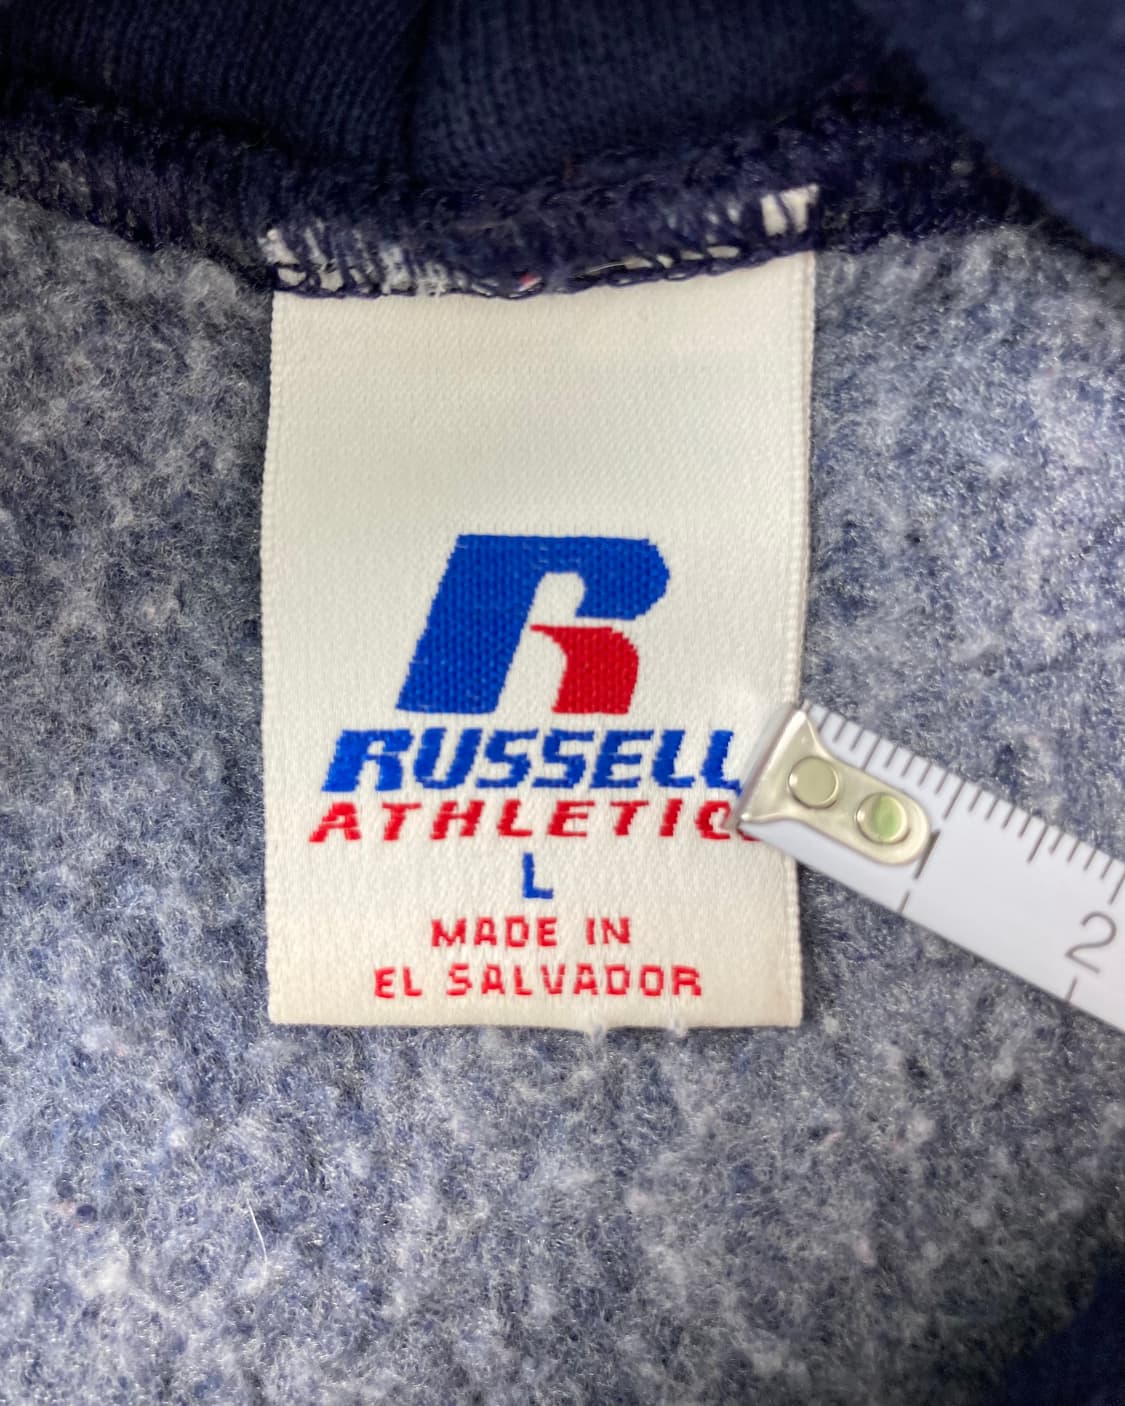 R
RUSSELL
ATHLETIC
L
MADE IN
EL SALVADOR
2